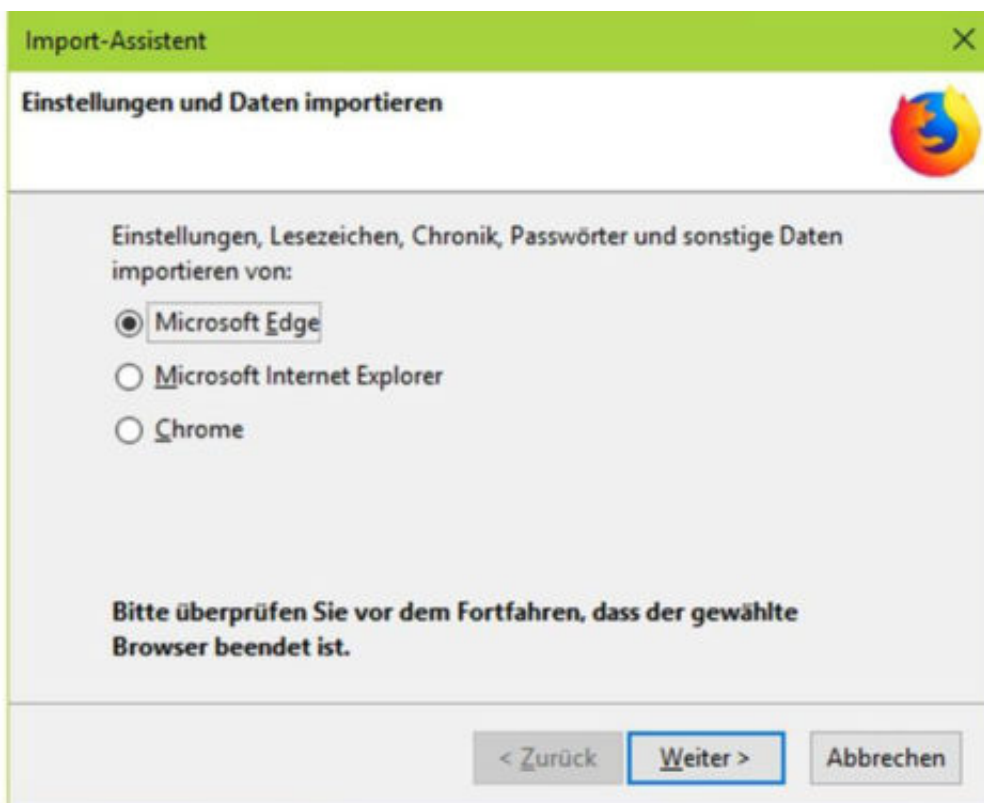 Import-Assistent
Einstellungen und Daten importieren
Einstellungen, Lesezeichen, Chronik, Passwörter und sonstige Daten
importieren von:
Microsoft Edge
Microsoft Internet Explorer
Chrome
Bitte überprüfen Sie vor dem Fortfahren, dass der gewählte
Browser beendet ist.
< Zurück Weiter > Abbrechen